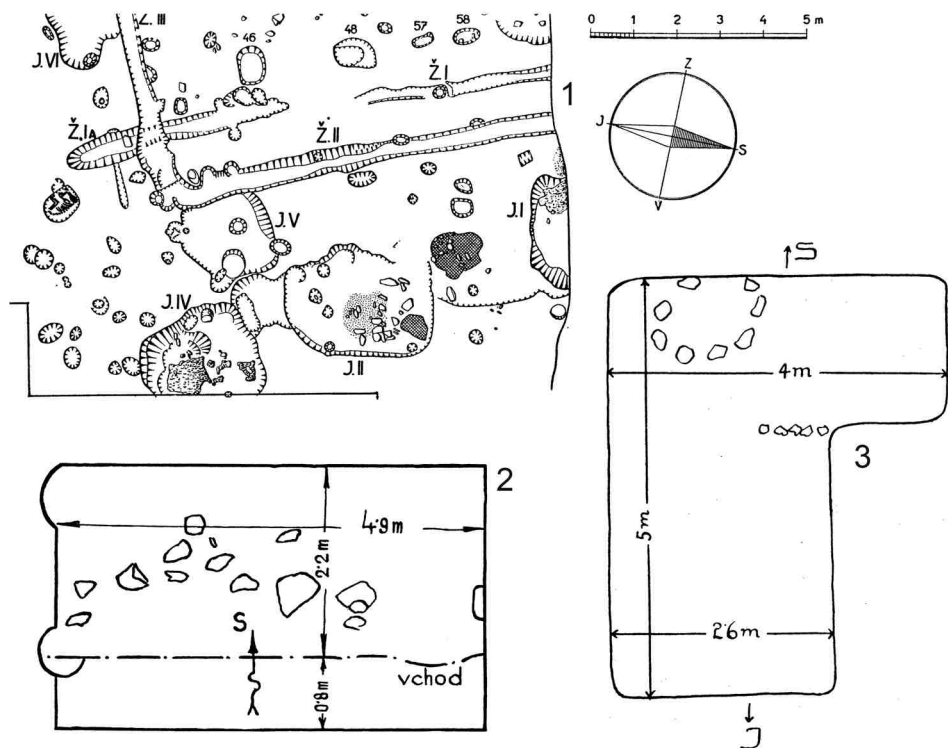 0 1 2 3 4 5 m
Ž.III
J.VI
46
48
57
58
Ž.I
1
Ž.IA
Ž.II
J.V
J.I
J.IV
J.II
Z
J
S
V
S
4m
3
5m
2.6m
J
2
4.9m
2.2m
S
vchod
0.8m